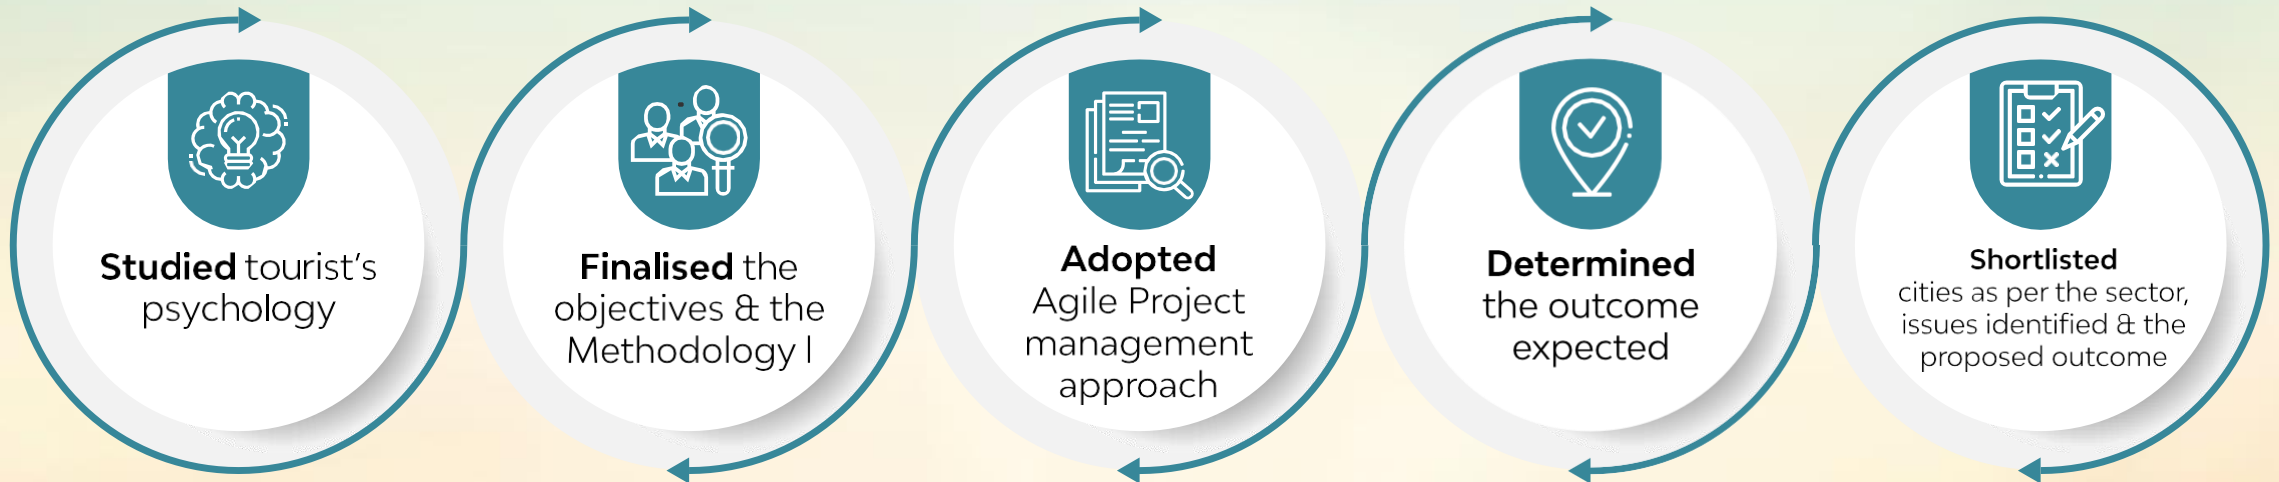 Studied tourist's
psychology
Finalised the
objectives & the
Methodology l
Adopted
Agile Project
management
approach
Determined
the outcome
expected
Shortlisted
cities as per the sector,
issues identified & the
proposed outcome